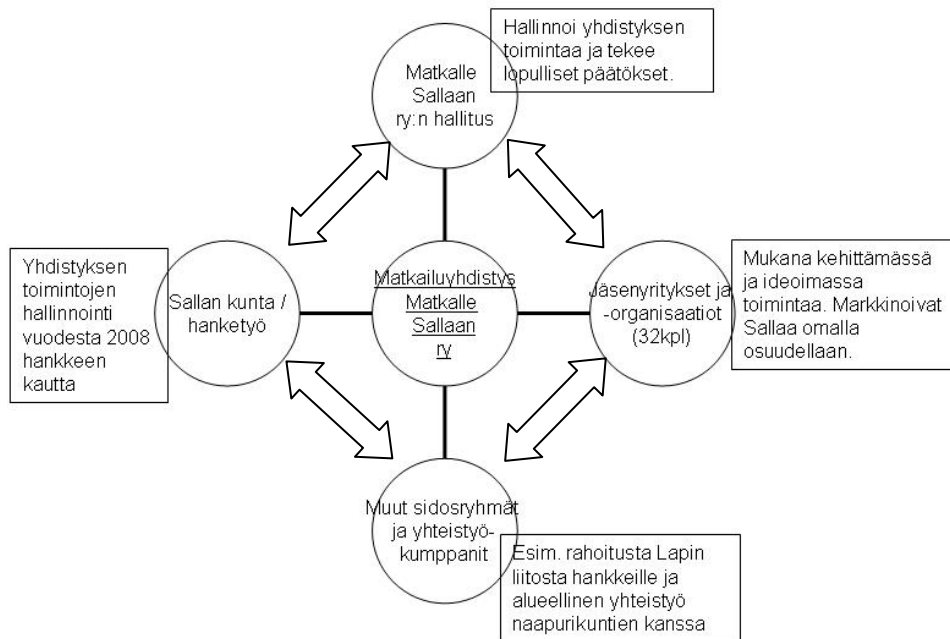 Hallinnoi yhdistyksen
toimintaa ja tekee
lopulliset päätökset.
Matkalle
Sallaan
ry:n hallitus
Yhdistyksen
toimintojen
hallinnointi
vuodesta 2008
hankkeen
kautta
Sallan kunta /
hanketyö
Matkailuyhdistys
Matkalle
Sallaan
ry
Jäsenyritykset ja
-organisaatiot
(32kpl)
Mukana kehittämässä
ja ideoimassa
toimintaa. Markkinoivat
Sallaa omalla
osuudellaan.
Muut sidosryhmät
ja yhteistyö-
kumppanit
Esim. rahoitusta Lapin
liitosta hankkeille ja
alueellinen yhteistyö
naapurikuntien kanssa